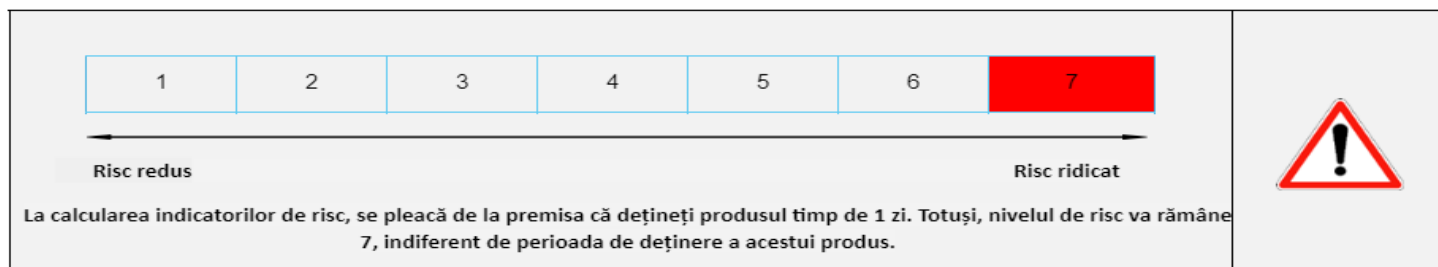 1 2 3 4 5 6 7
Risc redus Risc ridicat
La calcularea indicatorilor de risc, se pleacă de la premisa că dețineți produsul timp de 1 zi. Totuși, nivelul de risc va rămâne
7, indiferent de perioada de deținere a acestui produs.